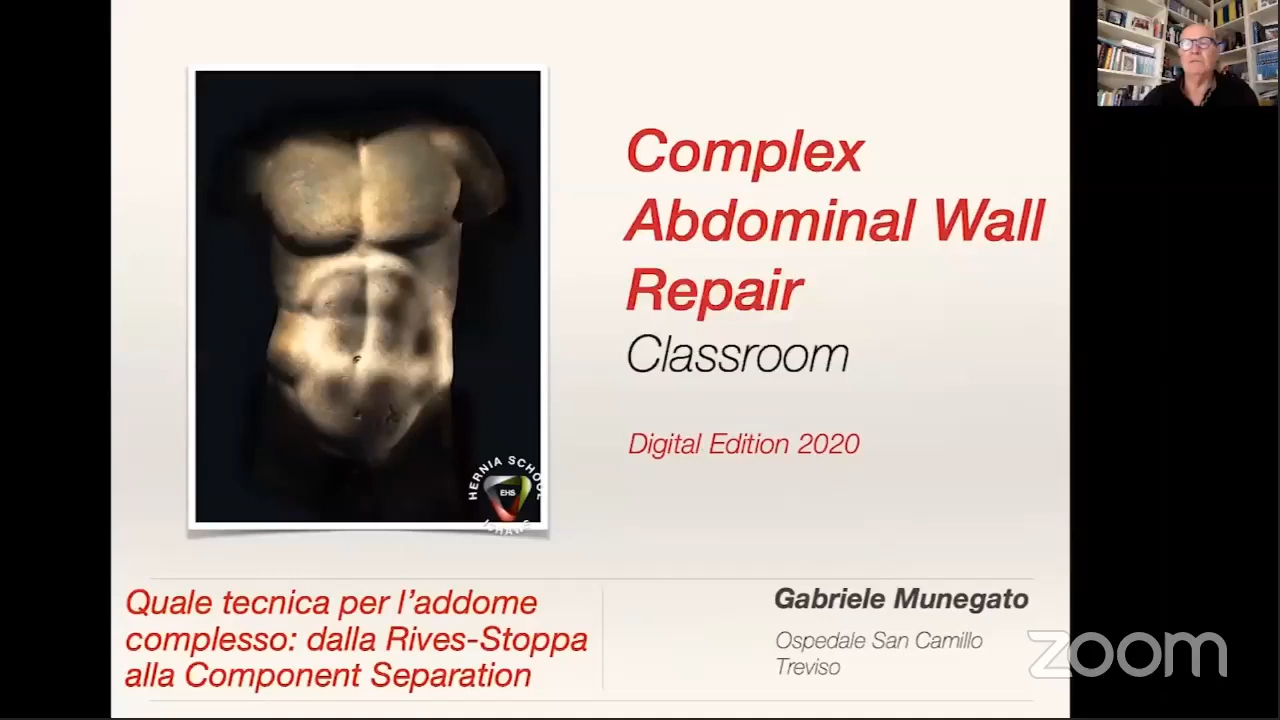 Complex
Abdominal Wall
Repair
Classroom
Digital Edition 2020
HERNIA SCHOOL
EHS
ISHAWS
Quale tecnica per l'addome
complesso: dalla Rives-Stoppa
alla Component Separation
Gabriele Munegato
Ospedale San Camillo
Treviso
zoom